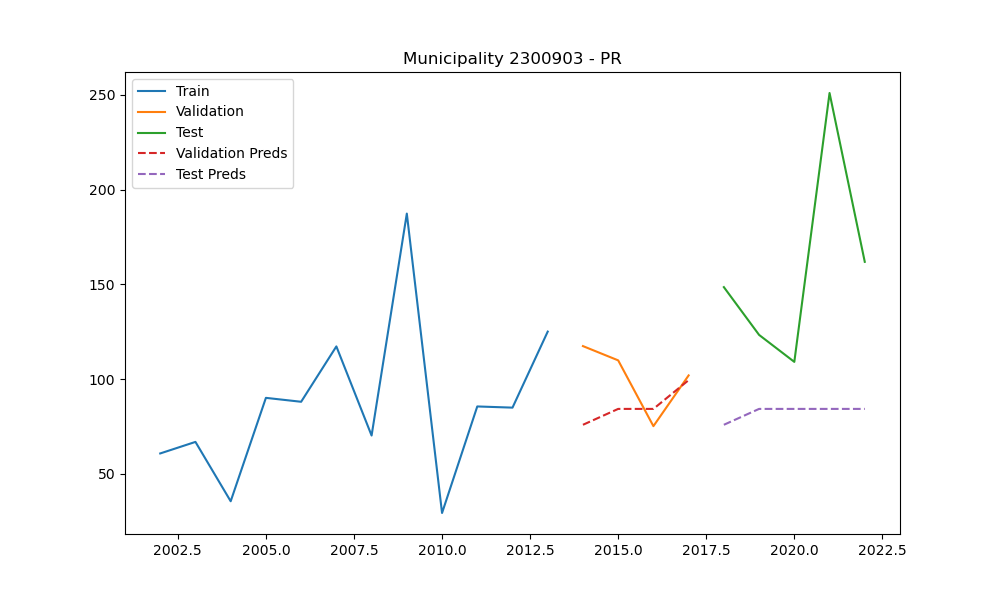 Municipality 2300903 - PR
Train
Validation
Test
Validation Preds
Test Preds
250
200
150
100
50
2002.5 2005.0 2007.5 2010.0 2012.5 2015.0 2017.5 2020.0 2022.5